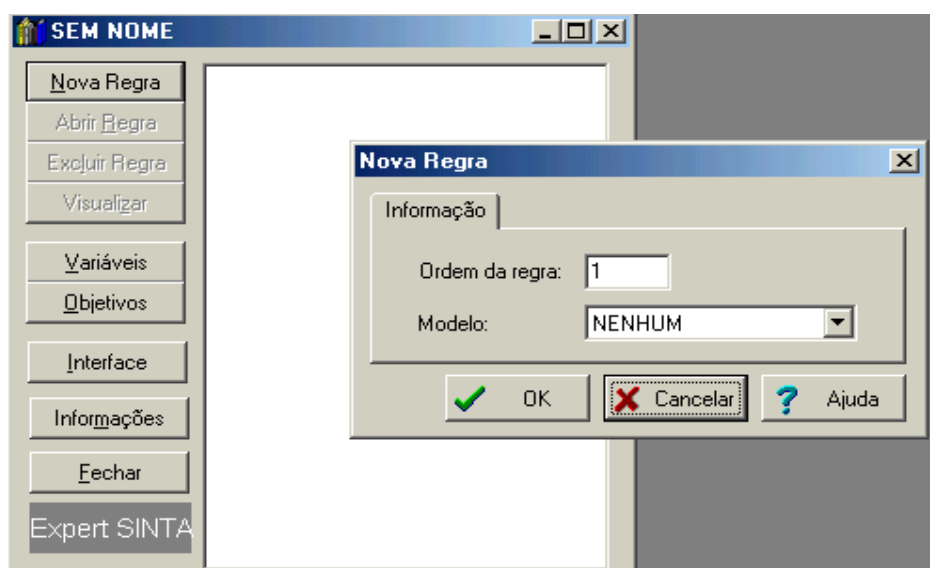 SEM NOME
Nova Regra
Abrir Regra
Excluir Regra
Visualizar
Variáveis
Objetivos
Interface
Informações
Fechar
Expert SINTA
Nova Regra
Informação
Ordem da regra: 1
Modelo: NENHUM
OK Cancelar ? Ajuda